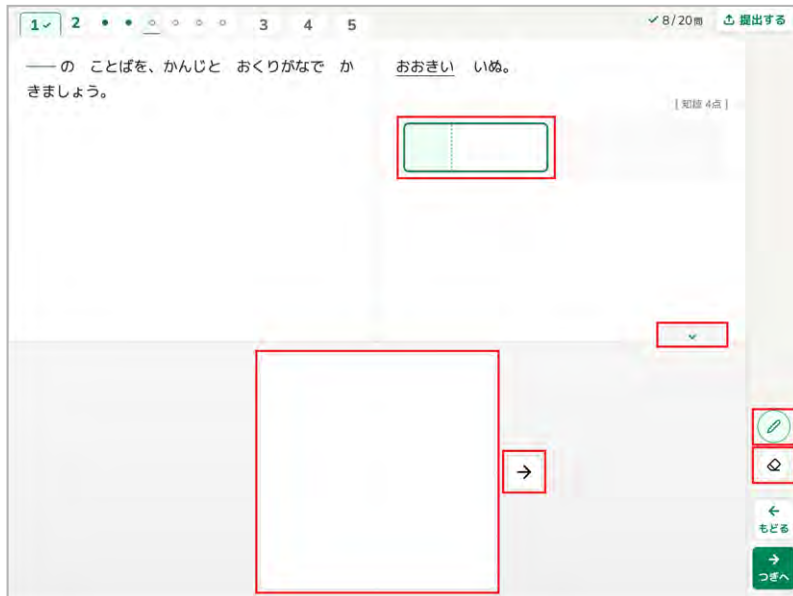 1 2 3 4 5
8/20問 提出する
の ことばを、かんじと おくりがなで か
きましょう。
おおきい いぬ。
[知技 4点]
もどる
つぎへ